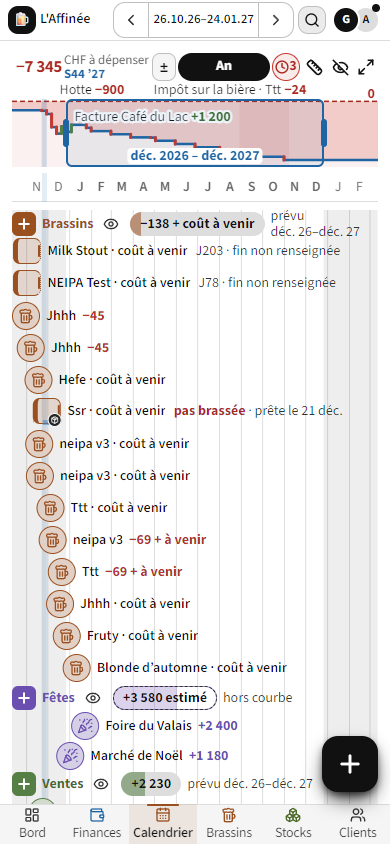 L'Affinée
26.10.26–24.01.27
G
A
−7 345
CHF à dépenser
S44 ’27
±
An
3
Hotte −900
Impôt sur la bière · Ttt −24
0
Facture Café du Lac +1 200
déc. 2026 – déc. 2027
N D J F M A M J J A S O N D J F
Brassins
−138 + coût à venir
prévu
déc. 26–déc. 27
Milk Stout · coût à venir J203 · fin non renseignée
NEIPA Test · coût à venir J78 · fin non renseignée
Jhhh −45
Jhhh −45
Hefe · coût à venir
Ssr · coût à venir pas brassée · prête le 21 déc.
neipa v3 · coût à venir
neipa v3 · coût à venir
Ttt · coût à venir
neipa v3 −69 + à venir
Ttt −69 + à venir
Jhhh · coût à venir
Fruty · coût à venir
Blonde d’automne · coût à venir
Fêtes
+3 580 estimé
hors courbe
Foire du Valais +2 400
Marché de Noël +1 180
Ventes
+2 230
prévu déc. 26–déc. 27
Bord
Finances
Calendrier
Brassins
Stocks
Clients